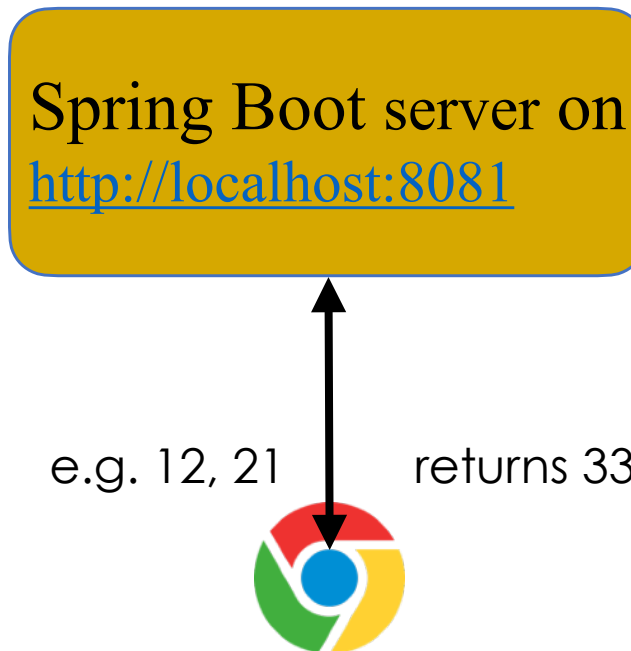 Spring Boot server on
http://localhost:8081
e.g. 12, 21 returns 33